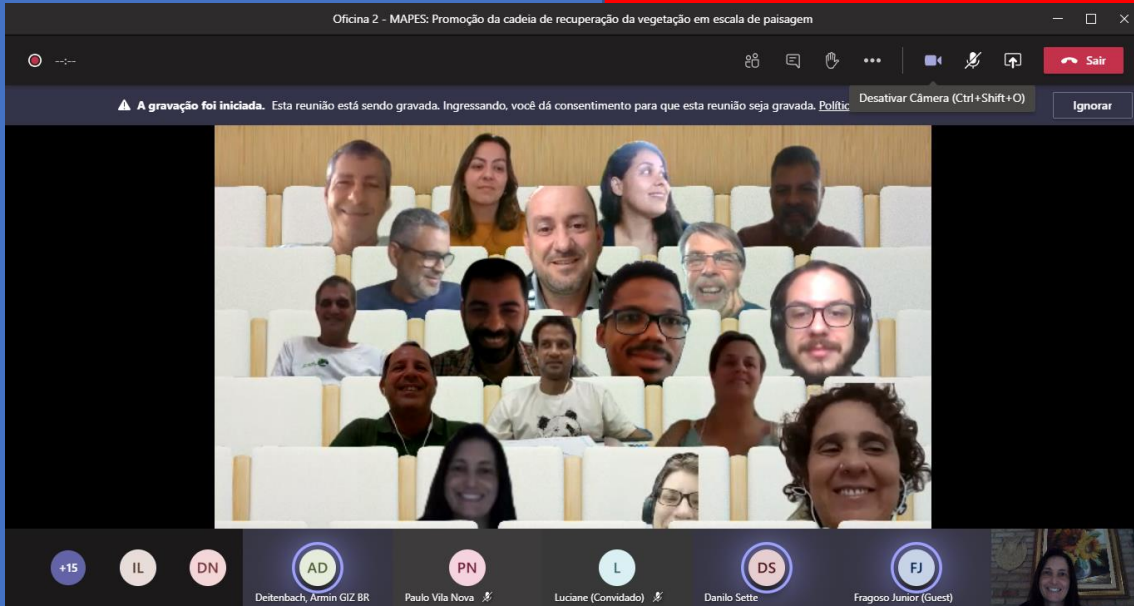 Oficina 2 - MAPES: Promoção da cadeia de recuperação da vegetação em escala de paisagem
--:--
Sair
A gravação foi iniciada. Esta reunião está sendo gravada. Ingressando, você dá consentimento para que esta reunião seja gravada. Polític
Desativar Câmera (Ctrl+Shift+O)
Ignorar
+15
IL
DN
AD
PN
L
DS
FJ
Deitenbach, Armin GIZ BR
Paulo Vila Nova
Luciane (Convidado)
Danilo Sette
Fragoso Junior (Guest)